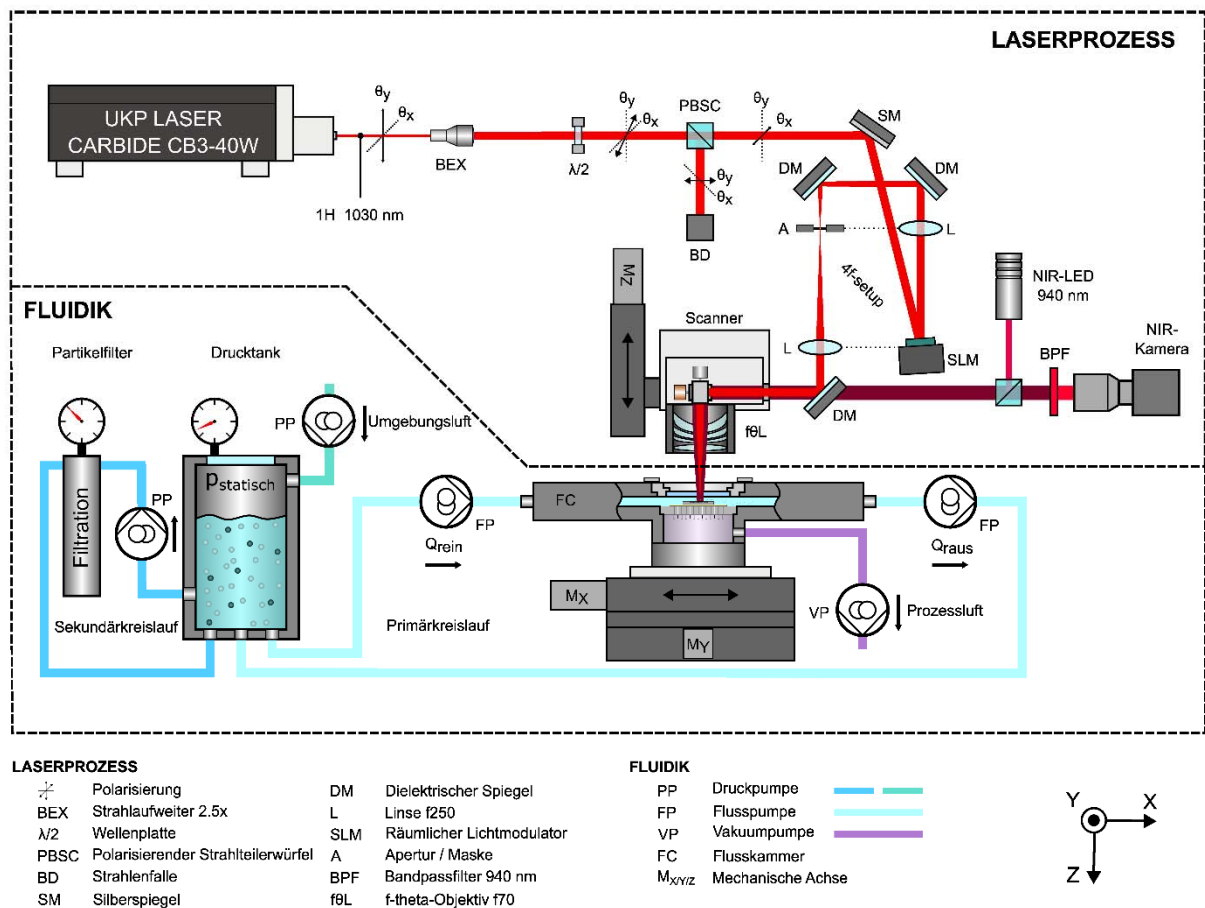 LASERPROZESS
UKP LASER
CARBIDE CB3-40W
θy
θx
BEX
1H 1030 nm
λ/2
θy
θx
PBSC
θy
θx
θy
θx
BD
SM
DM
DM
A
L
4f-setup
L
SLM
DM
NIR-LED
940 nm
BPF
NIR-
Kamera
MZ
Scanner
fθL
FLUIDIK
Partikelfilter
Drucktank
PP
Umgebungsluft
Pstatisch
PP
Filtration
Sekundärkreislauf
Primärkreislauf
FP
Qrein
FC
FP
Qraus
MX
MY
VP
Prozessluft
LASERPROZESS
Polarisierung
BEX Strahlaufweiter 2.5x
λ/2 Wellenplatte
PBSC Polarisierender Strahlteilerwürfel
BD Strahlenfalle
SM Silberspiegel
DM Dielektrischer Spiegel
L Linse f250
SLM Räumlicher Lichtmodulator
A Apertur / Maske
BPF Bandpassfilter 940 nm
fθL f-theta-Objektiv f70
FLUIDIK
PP Druckpumpe
FP Flusspumpe
VP Vakuumpumpe
FC Flusskammer
MX/Y/Z Mechanische Achse
Y
X
Z